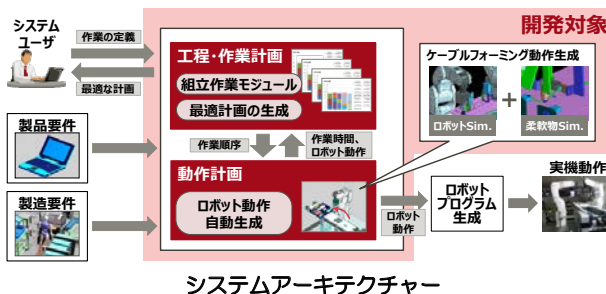 開発対象
システム
ユーザ
作業の定義
最適な計画
工程・作業計画
組立作業モジュール
最適計画の生成
ケーブルフォーミング動作生成
ロボットSim.
+
柔軟物Sim.
製品要件
作業順序
作業時間、
ロボット動作
動作計画
ロボット動作
自動生成
製造要件
ロボット
動作
ロボット
プログラム
生成
実機動作
システムアーキテクチャー